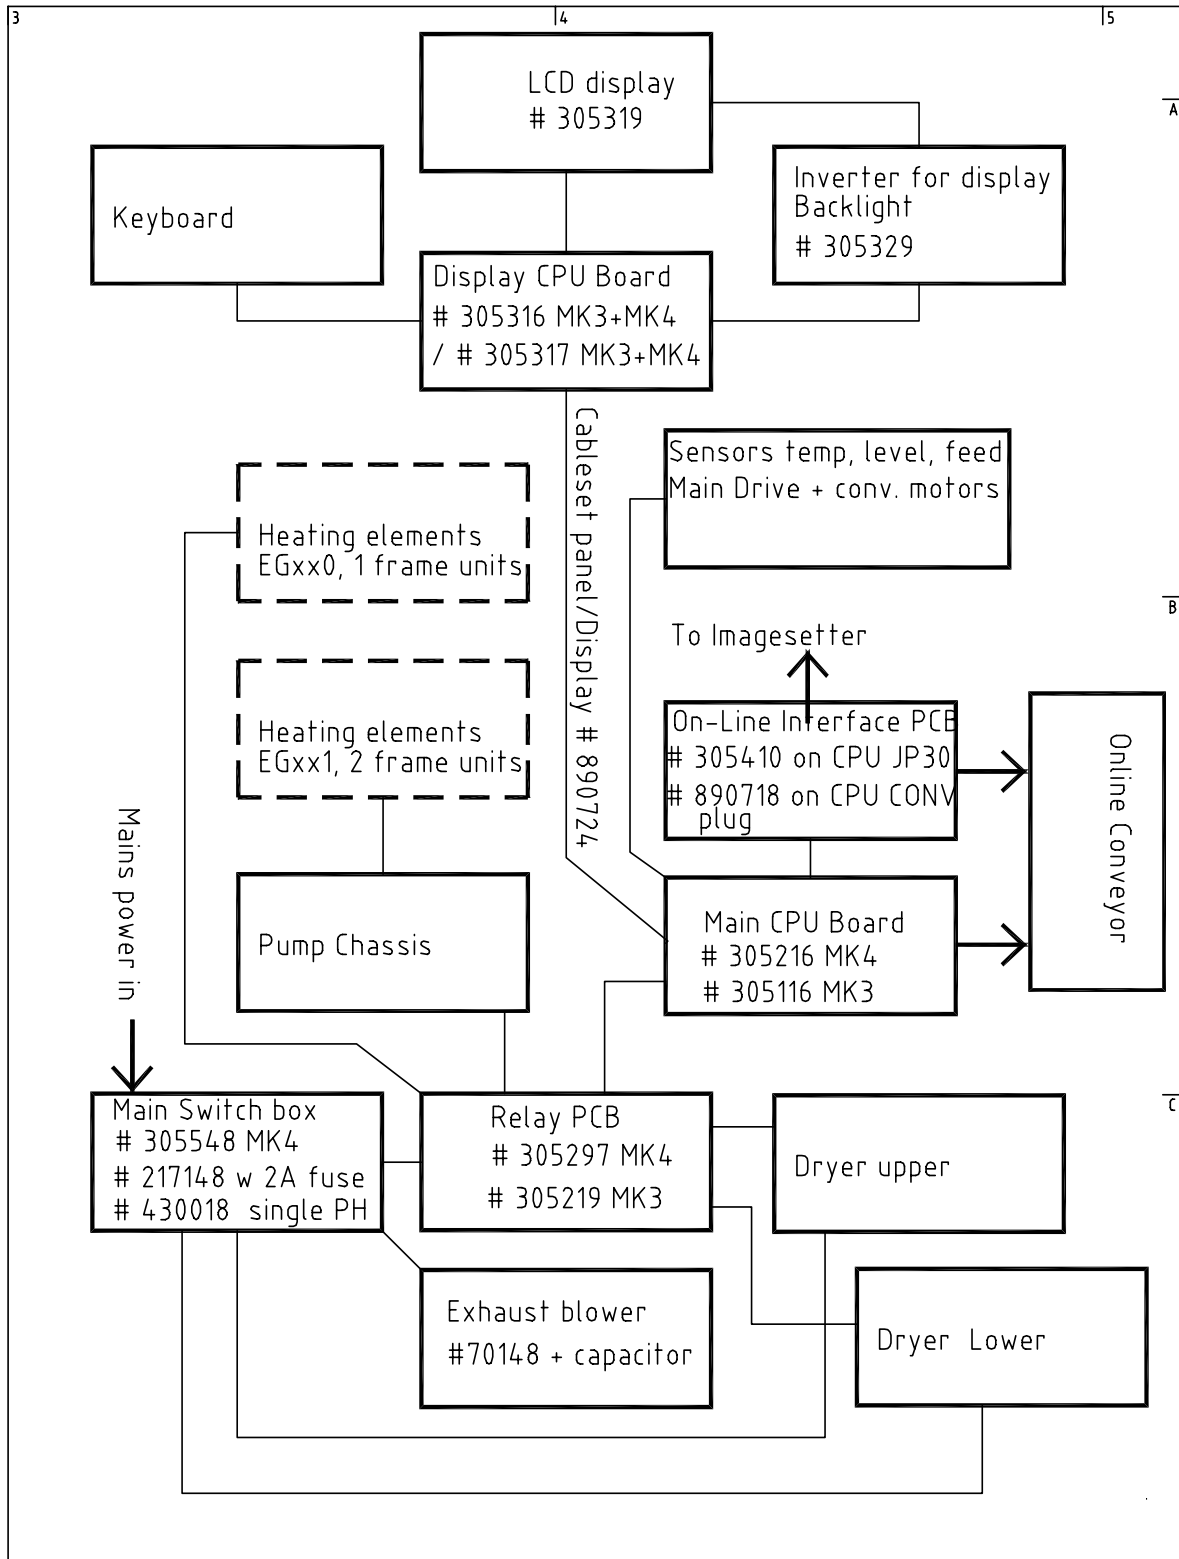 3
4
5
A
LCD display
# 305319
Keyboard
Inverter for display
Backlight
# 305329
Display CPU Board
# 305316 MK3+MK4
/ # 305317 MK3+MK4
Cableset panel/Display # 890724
Sensors temp, level, feed
Main Drive + conv. motors
Heating elements
EGxx0, 1 frame units
B
To Imagesetter
Heating elements
EGxx1, 2 frame units
On-Line Interface PCB
# 305410 on CPU JP30
# 890718 on CPU CONV
plug
Online Conveyor
Mains power in
Pump Chassis
Main CPU Board
# 305216 MK4
# 305116 MK3
C
Main Switch box
# 305548 MK4
# 217148 w 2A fuse
# 430018 single PH
Relay PCB
# 305297 MK4
# 305219 MK3
Dryer upper
Exhaust blower
#70148 + capacitor
Dryer Lower